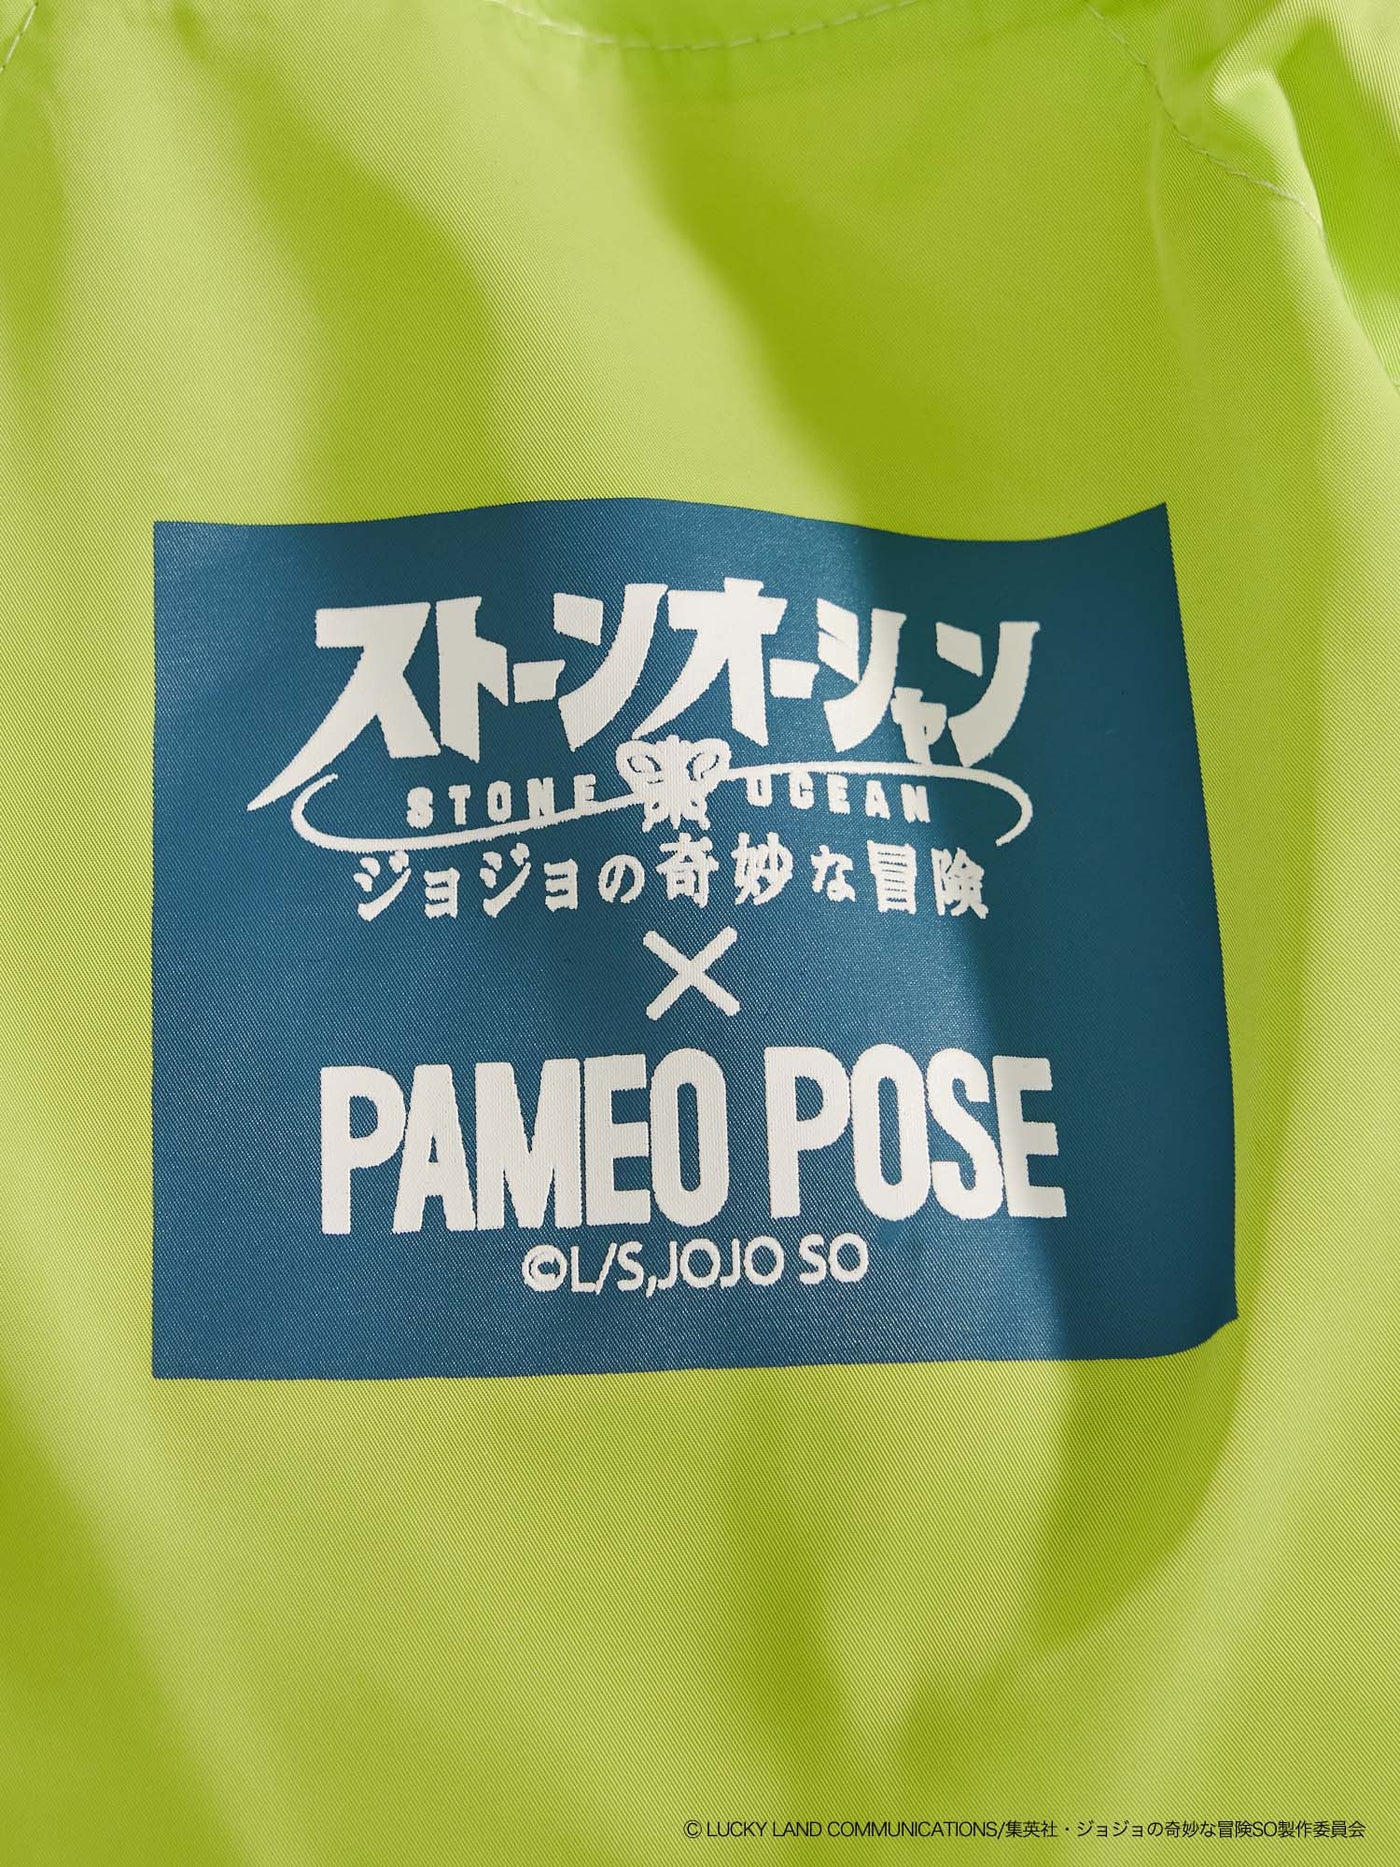 ストーンオーシャン
STONE OCEAN
ジョジョの奇妙な冒険
×
PAMEO POSE
©L/S,JOJO SO
© LUCKY LAND COMMUNICATIONS/集英社・ジョジョの奇妙な冒険SO製作委員会